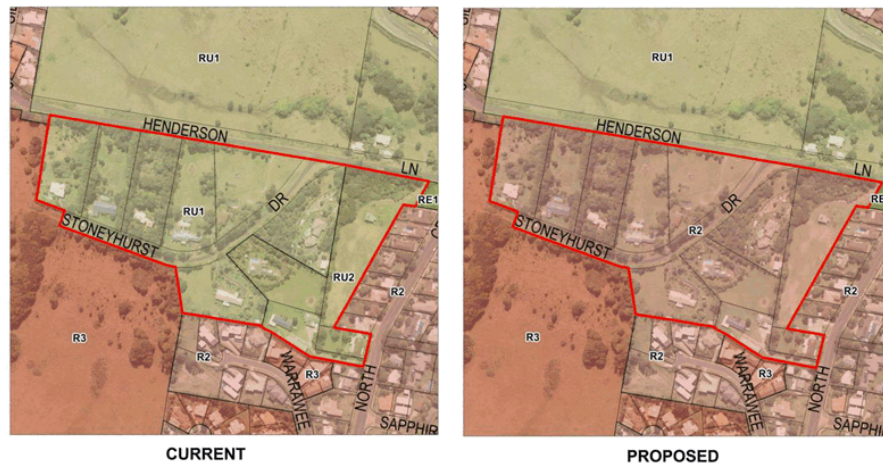 RU1
HENDERSON
LN
RE1
RU1
DR
STONEYHURST
RU2
R2
R3
R2
WARRAWEE
R3
NORTH
SAPPHIR
CURRENT
RU1
HENDERSON
LN
RE
DR
R2
STONEYHURST
R2
R3
R2
WARRAWEE
R3
NORTH
SAPPHIR
PROPOSED